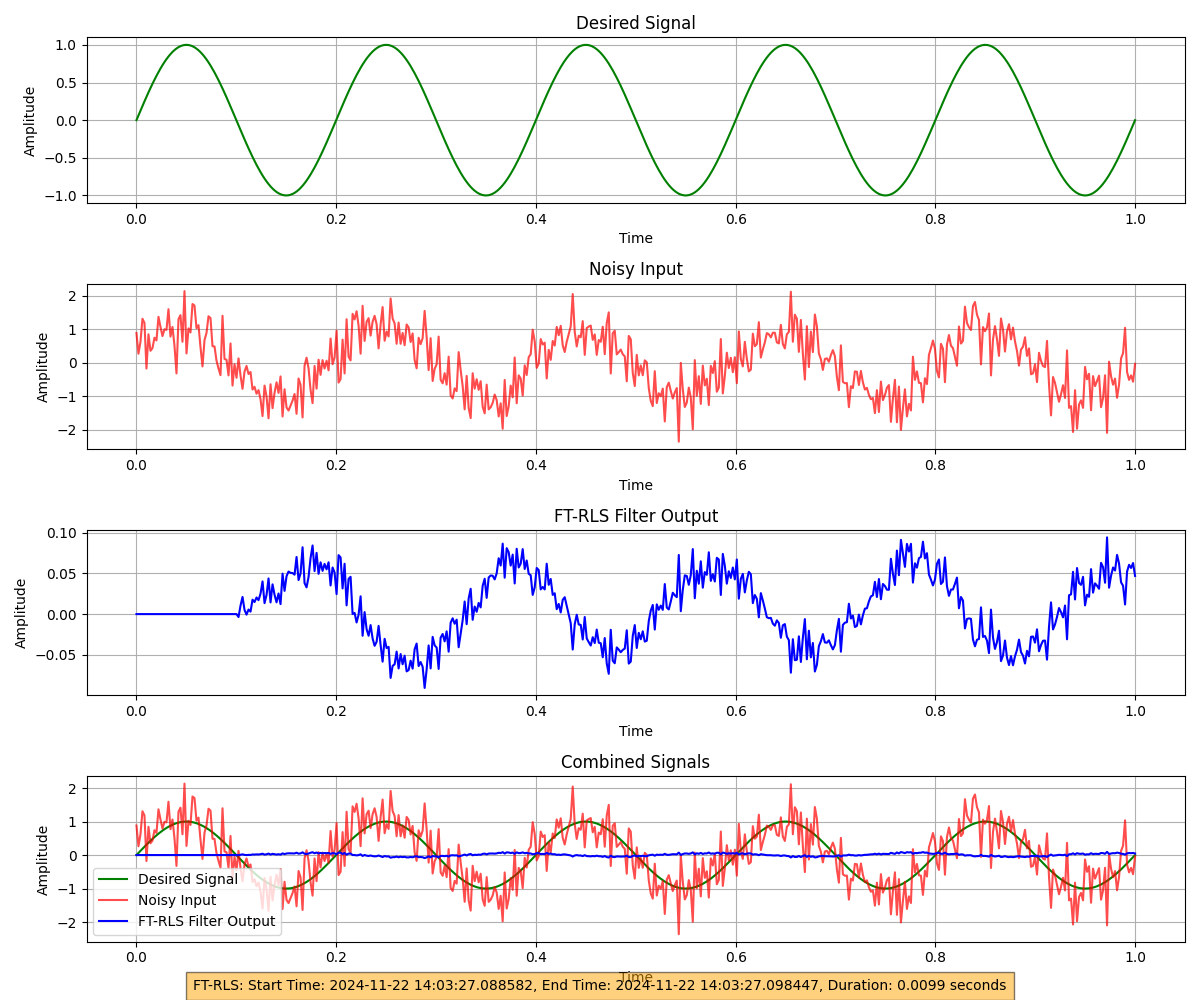 Desired Signal
1.0
0.5
0.0
−0.5
−1.0
Amplitude
0.0 0.2 0.4 0.6 0.8 1.0
Time
Noisy Input
2
1
0
−1
−2
Amplitude
0.0 0.2 0.4 0.6 0.8 1.0
Time
FT-RLS Filter Output
0.10
0.05
0.00
−0.05
Amplitude
0.0 0.2 0.4 0.6 0.8 1.0
Time
Combined Signals
2
1
0
−1
−2
Amplitude
Desired Signal
Noisy Input
FT-RLS Filter Output
0.0 0.2 0.4 0.6 0.8 1.0
Time
FT-RLS: Start Time: 2024-11-22 14:03:27.088582, End Time: 2024-11-22 14:03:27.098447, Duration: 0.0099 seconds